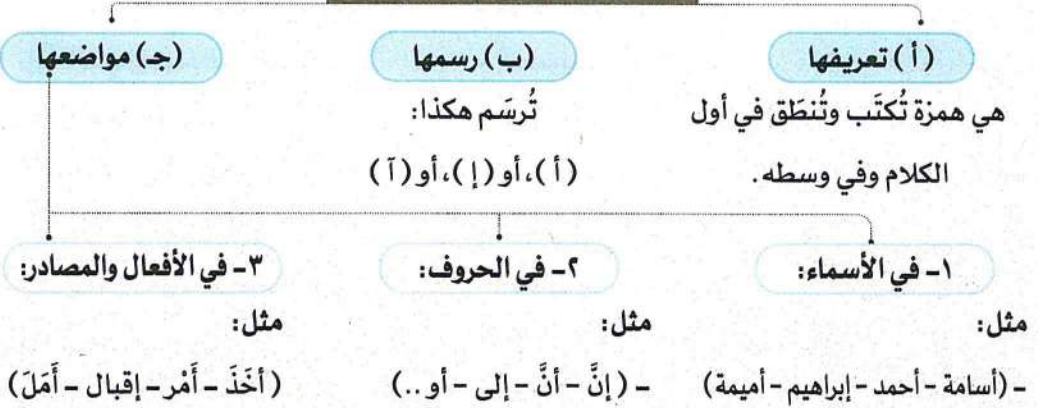 (أ) تعريفها
هي همزة تُكتَب وتُنطَق في أول
الكلام وفي وسطه.
(ب) رسمها
تُرسَم هكذا:
(أ)، أو (إ)، أو (آ)
(جـ) مواضعها
١- في الأسماء:
مثل:
- (أسامة - أحمد - إبراهيم - أميمة)
٢- في الحروف:
مثل:
- (إنَّ - أنَّ - إلى - أو ..)
٣- في الأفعال والمصادر:
مثل:
(أخَذَ - أَمْر - إقبال - أَمَلَ)